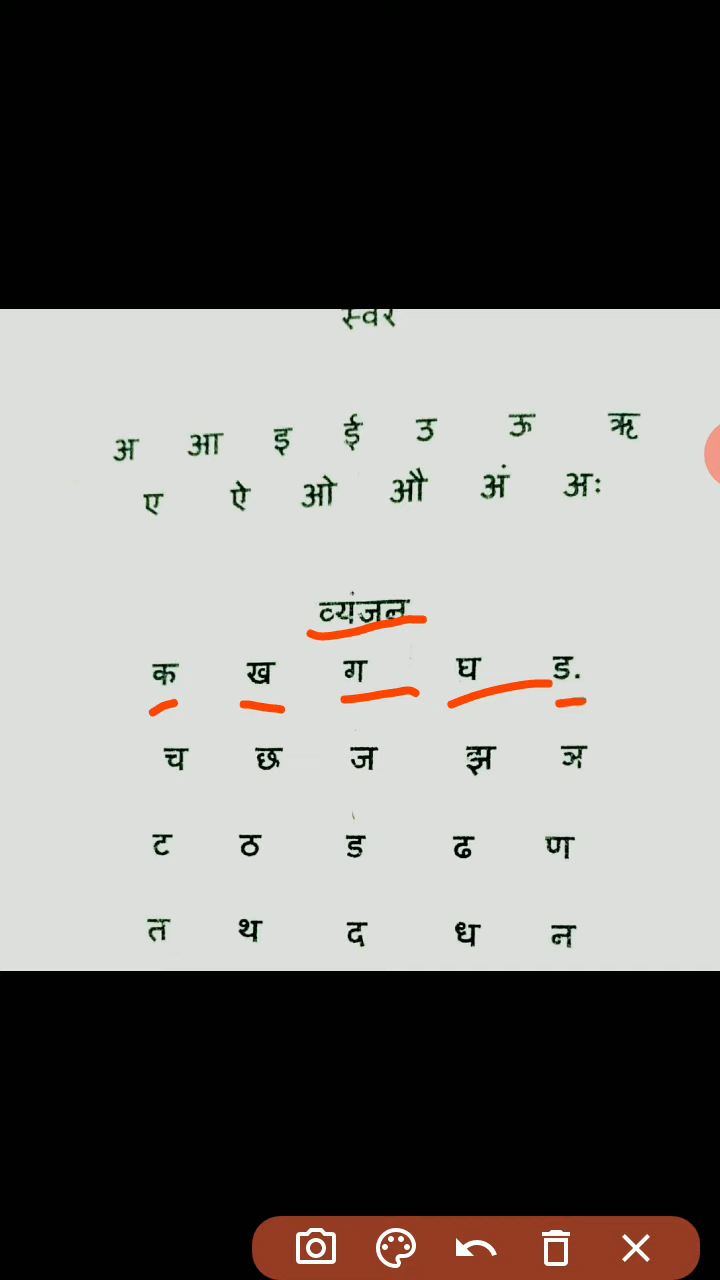 स्वर
अ आ इ ई उ ऊ ऋ
ए ऐ ओ औ अं अः
व्यंजन
क ख ग घ ड.
च छ ज झ ञ
ट ठ ड ढ ण
त थ द ध न